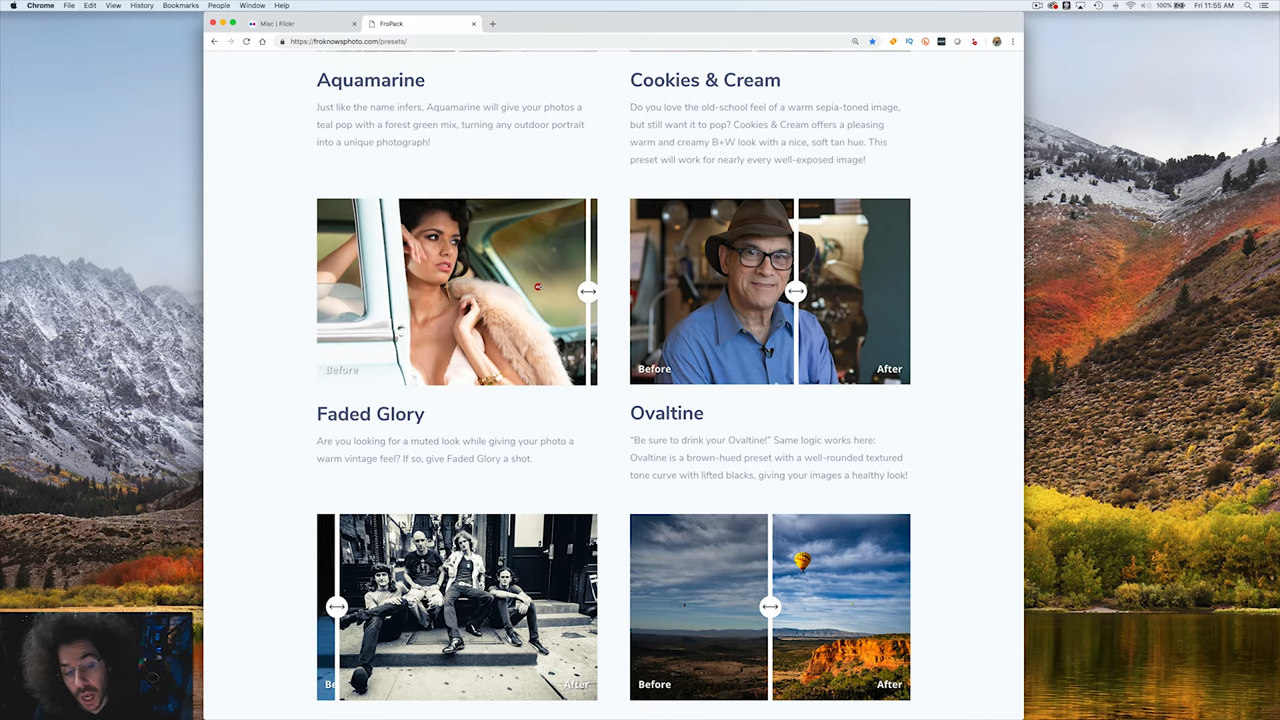 Chrome File Edit View History Bookmarks People Window Help
100% Fri 11:55 AM
Misc | Flickr
FroPack
https://froknowsphoto.com/presets/
Aquamarine
Just like the name infers, Aquamarine will give your photos a
teal pop with a forest green mix, turning any outdoor portrait
into a unique photograph!
Cookies & Cream
Do you love the old-school feel of a warm sepia-toned image,
but still want it to pop? Cookies & Cream offers a pleasing
warm and creamy B+W look with a nice, soft tan hue. This
preset will work for nearly every well-exposed image!
Before
Before After
Faded Glory
Are you looking for a muted look while giving your photo a
warm vintage feel? If so, give Faded Glory a shot.
Ovaltine
"Be sure to drink your Ovaltine!" Same logic works here:
Ovaltine is a brown-hued preset with a well-rounded textured
tone curve with lifted blacks, giving your images a healthy look!
Be After
Before After